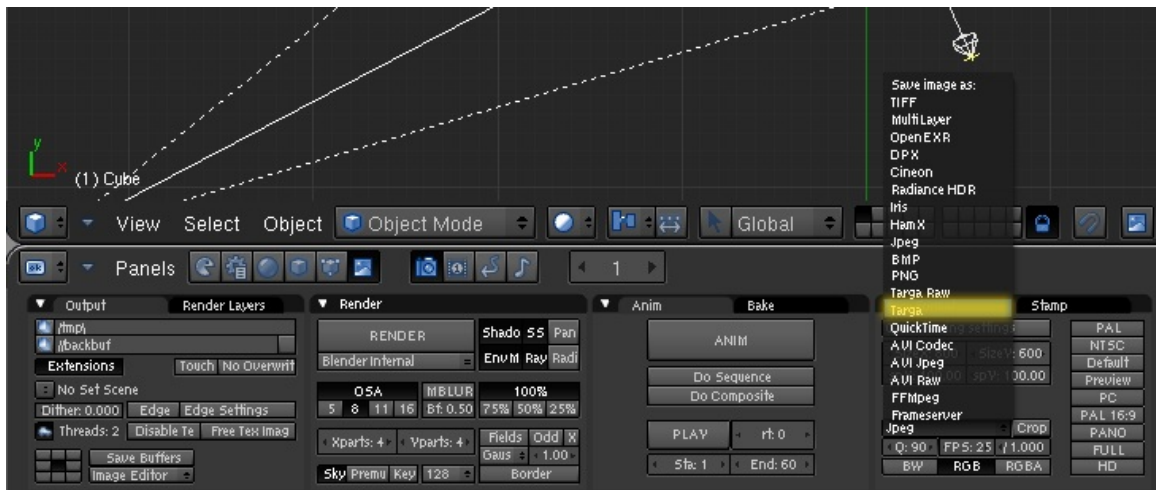 Save image as:
TIFF
MultiLayer
OpenEXR
DPX
Cineon
Radiance HDR
Iris
HamX
Jpeg
BMP
PNG
Targa Raw
Targa
QuickTime
AVI Codec
AVI Jpeg
AVI Raw
FFMpeg
Frameserver
y
x
(1) Cube
View Select Object Object Mode Global
Panels 1
Output Render Layers
/tmp\
//backbuf
Extensions Touch No Overwrit
No Set Scene
Dither: 0.000 Edge Edge Settings
Threads: 2 Disable Te Free Tex Imag
Save Buffers
Image Editor
Render
RENDER Shado SS Pan
Blender Internal EnvM Ray Radi
OSA MBLUR 100%
5 8 11 16 Bf: 0.50 75% 50% 25%
Xparts: 4 Yparts: 4 Fields Odd X
Gaus 1.00
Sky Premu Key 128 Border
Anim Bake
ANIM
Do Sequence
Do Composite
PLAY rt: 0
Sta: 1 End: 60
Stamp
SizeY: 600
.00 spY: 100.00
Jpeg Crop
Q: 90 FPS: 25 /1.000
BW RGB RGBA
PAL
NTSC
Default
Preview
PC
PAL 16:9
PANO
FULL
HD